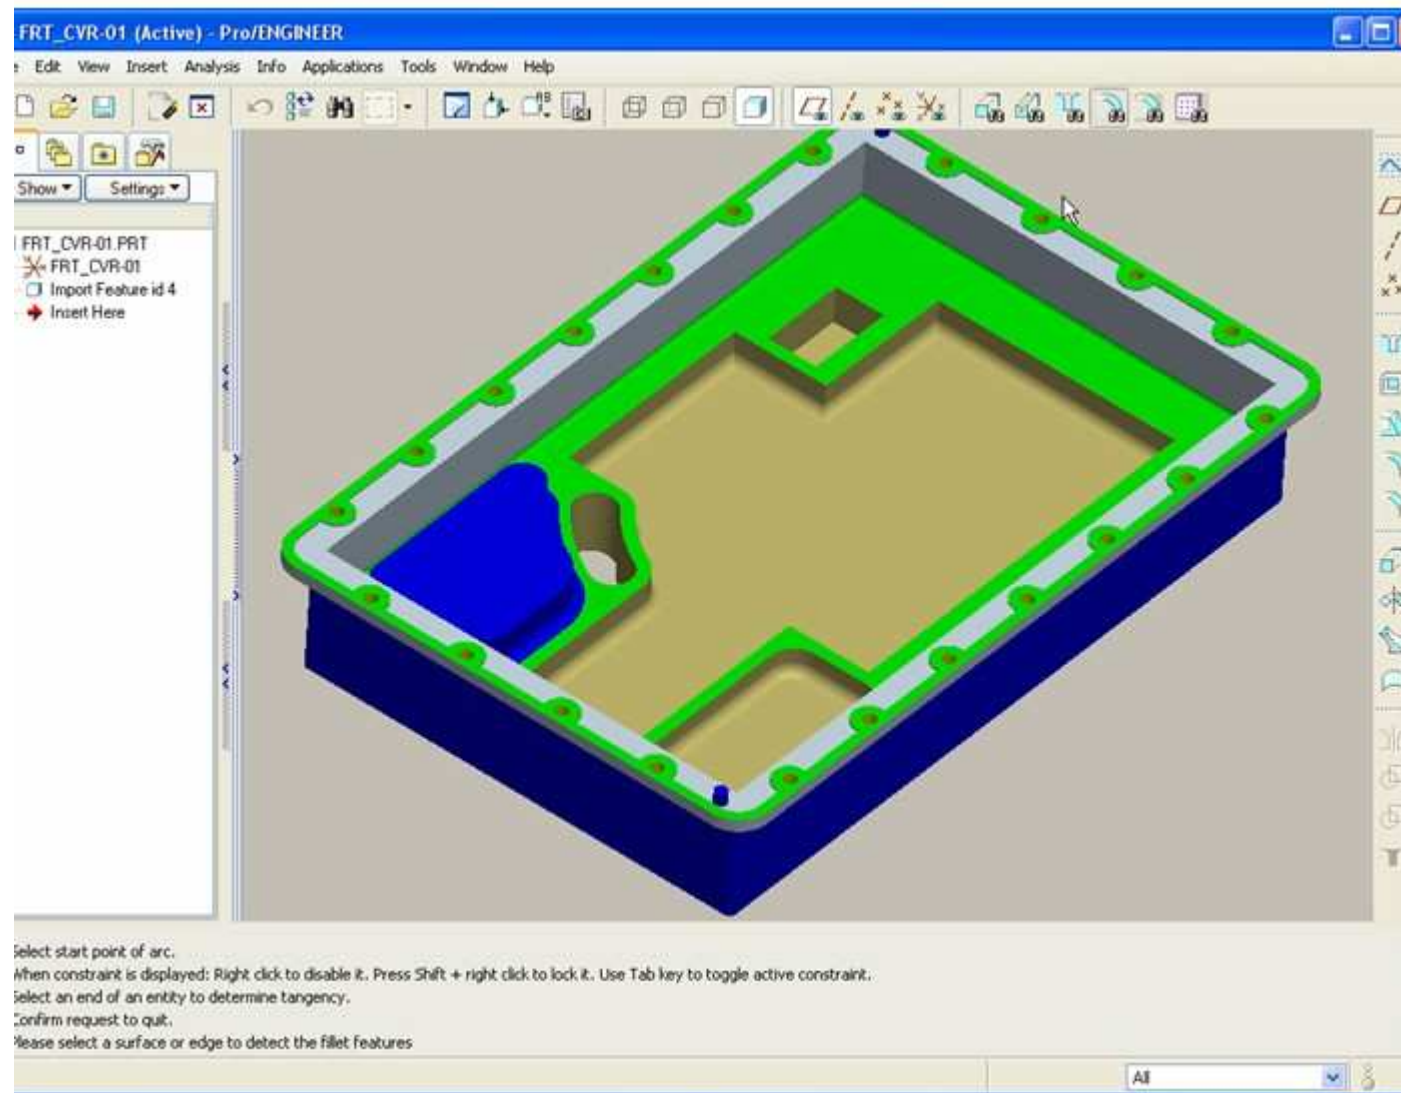 FRT_CVR-01 (Active) - Pro/ENGINEER
Edit View Insert Analysis Info Applications Tools Window Help
Show Settings
FRT_CVR-01.PRT
FRT_CVR-01
Import Feature id 4
Insert Here
Select start point of arc.
When constraint is displayed: Right click to disable it. Press Shift + right click to lock it. Use Tab key to toggle active constraint.
Select an end of an entity to determine tangency.
Confirm request to quit.
Please select a surface or edge to detect the fillet features
All